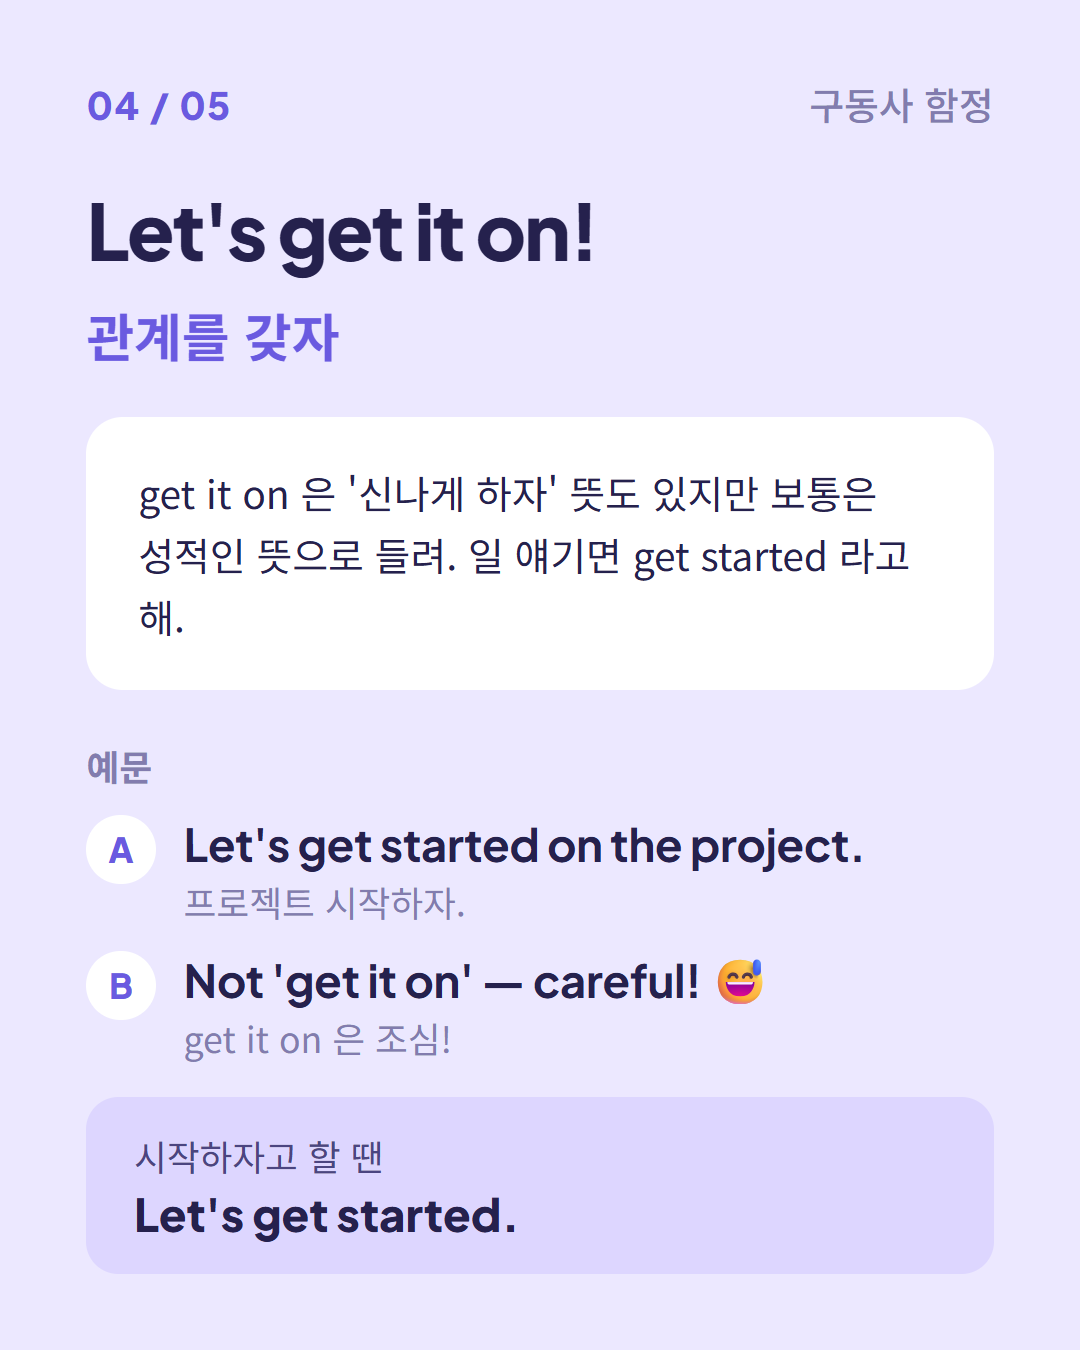 04 / 05
구동사 함정
Let's get it on!
관계를 갖자
get it on 은 '신나게 하자' 뜻도 있지만 보통은
성적인 뜻으로 들려. 일 얘기면 get started 라고
해.
예문
A
Let's get started on the project.
프로젝트 시작하자.
B
Not 'get it on' — careful! 😅
get it on 은 조심!
시작하자고 할 땐
Let's get started.